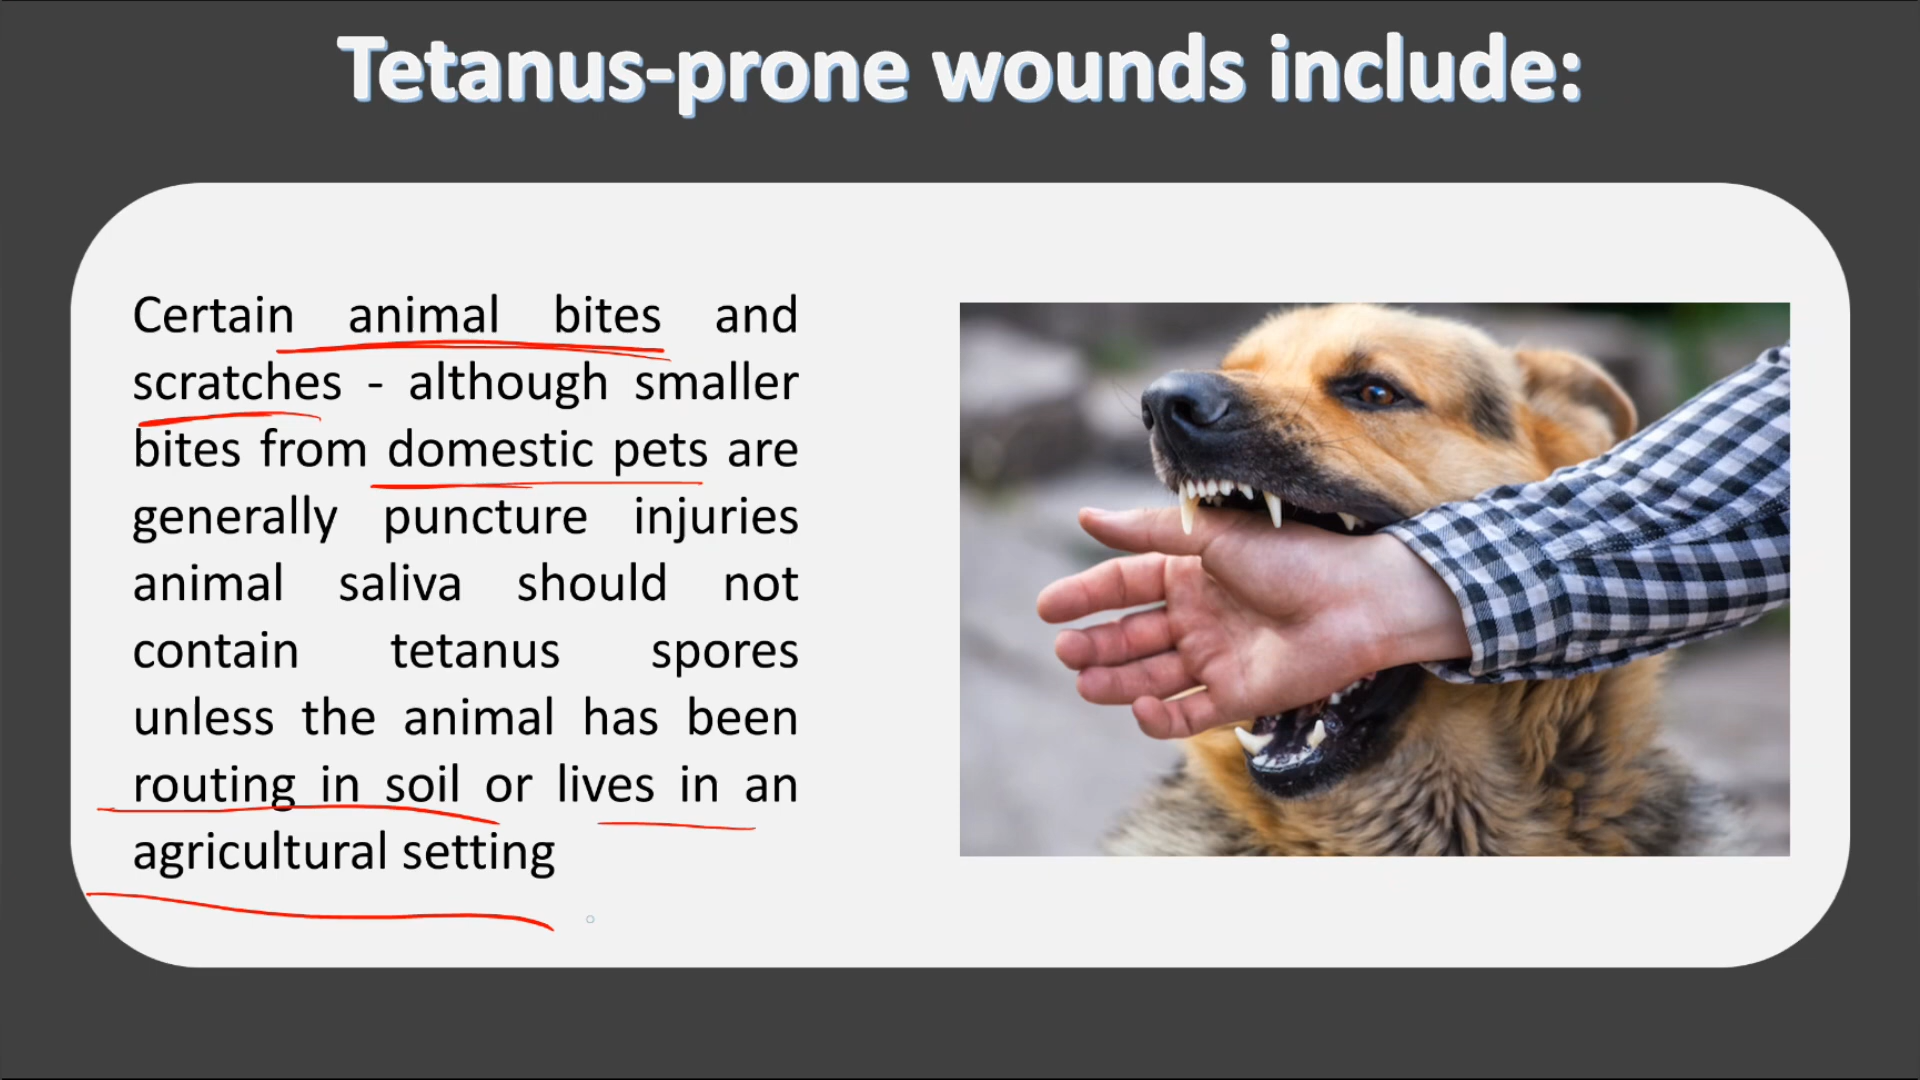 Tetanus-prone wounds include:
Certain animal bites and
scratches - although smaller
bites from domestic pets are
generally puncture injuries
animal saliva should not
contain tetanus spores
unless the animal has been
routing in soil or lives in an
agricultural setting